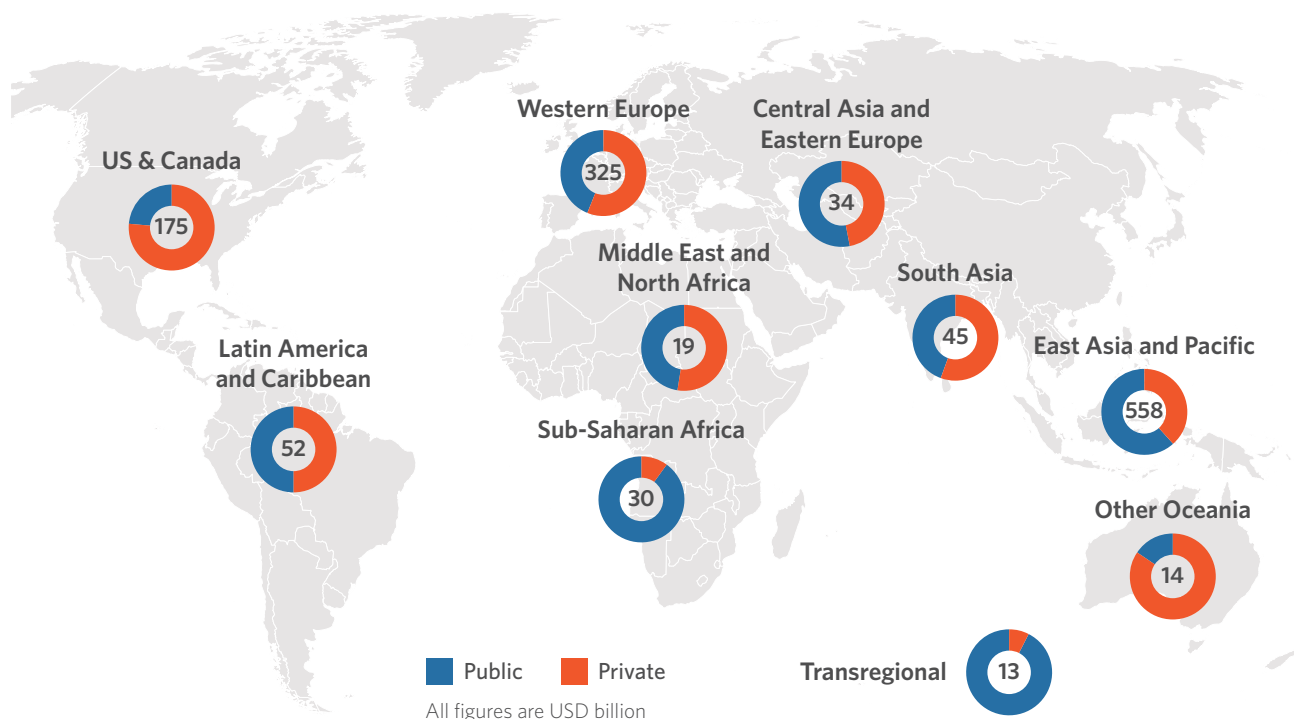 Western Europe
325
Central Asia and
Eastern Europe
34
US & Canada
175
Middle East and
North Africa
19
South Asia
45
Latin America
and Caribbean
52
East Asia and Pacific
558
Sub-Saharan Africa
30
Other Oceania
14
Transregional
13
Public Private
All figures are USD billion